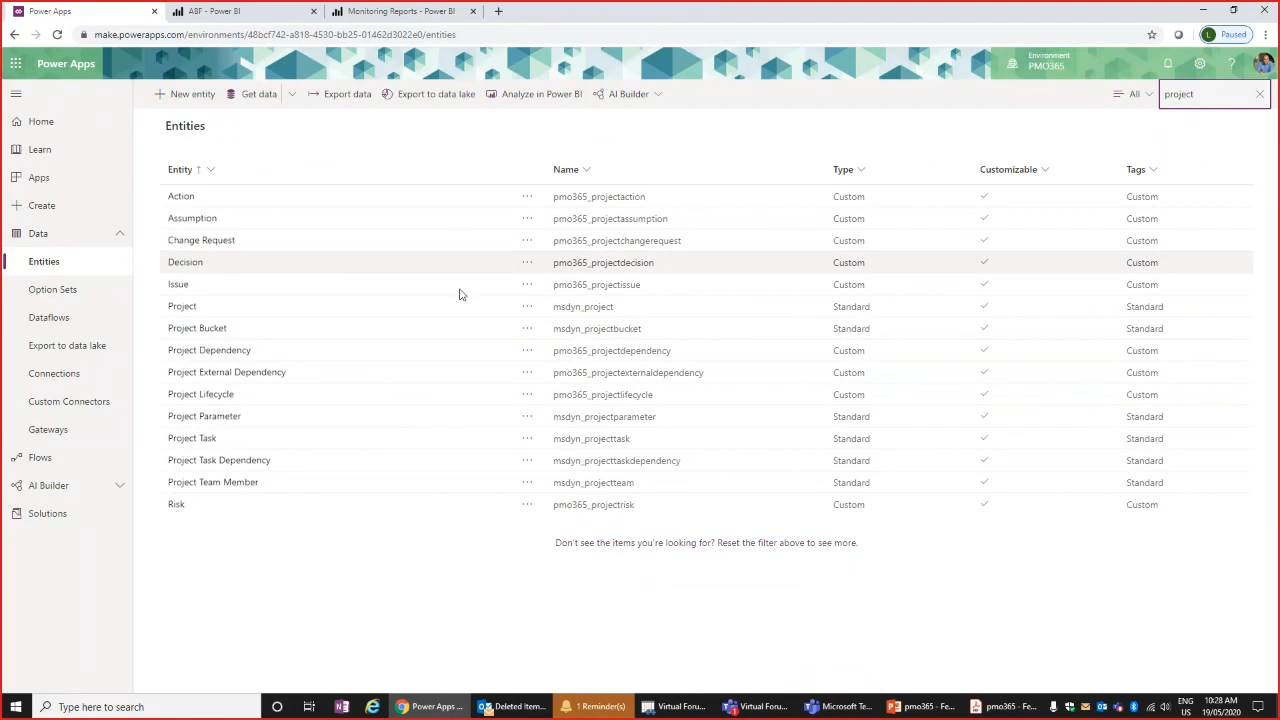 Power Apps
ABF - Power BI
Monitoring Reports - Power BI
make.powerapps.com/environments/48bcf742-a818-4530-bb25-01462d3022e0/entities
L Paused
Power Apps
Environment
PMO365
New entity
Get data
Export data
Export to data lake
Analyze in Power BI
AI Builder
All
project
Home
Learn
Apps
Create
Data
Entities
Option Sets
Dataflows
Export to data lake
Connections
Custom Connectors
Gateways
Flows
AI Builder
Solutions
Entities
Entity ↑ Name Type Customizable Tags
Action ... pmo365_projectaction Custom ✓ Custom
Assumption ... pmo365_projectassumption Custom ✓ Custom
Change Request ... pmo365_projectchangerequest Custom ✓ Custom
Decision ... pmo365_projectdecision Custom ✓ Custom
Issue ... pmo365_projectissue Custom ✓ Custom
Project ... msdyn_project Standard ✓ Standard
Project Bucket ... msdyn_projectbucket Standard ✓ Standard
Project Dependency ... pmo365_projectdependency Custom ✓ Custom
Project External Dependency ... pmo365_projectexternaldependency Custom ✓ Custom
Project Lifecycle ... pmo365_projectlifecycle Custom ✓ Custom
Project Parameter ... msdyn_projectparameter Standard ✓ Standard
Project Task ... msdyn_projecttask Standard ✓ Standard
Project Task Dependency ... msdyn_projecttaskdependency Standard ✓ Standard
Project Team Member ... msdyn_projectteam Standard ✓ Standard
Risk ... pmo365_projectrisk Custom ✓ Custom
Don't see the items you're looking for? Reset the filter above to see more.
Type here to search
Power Apps ...
Deleted Item...
1 Reminder(s)
Virtual Foru...
Virtual Foru...
Microsoft Te...
pmo365 - Fe...
pmo365 - Fe...
ENG
US
10:28 AM
19/05/2020